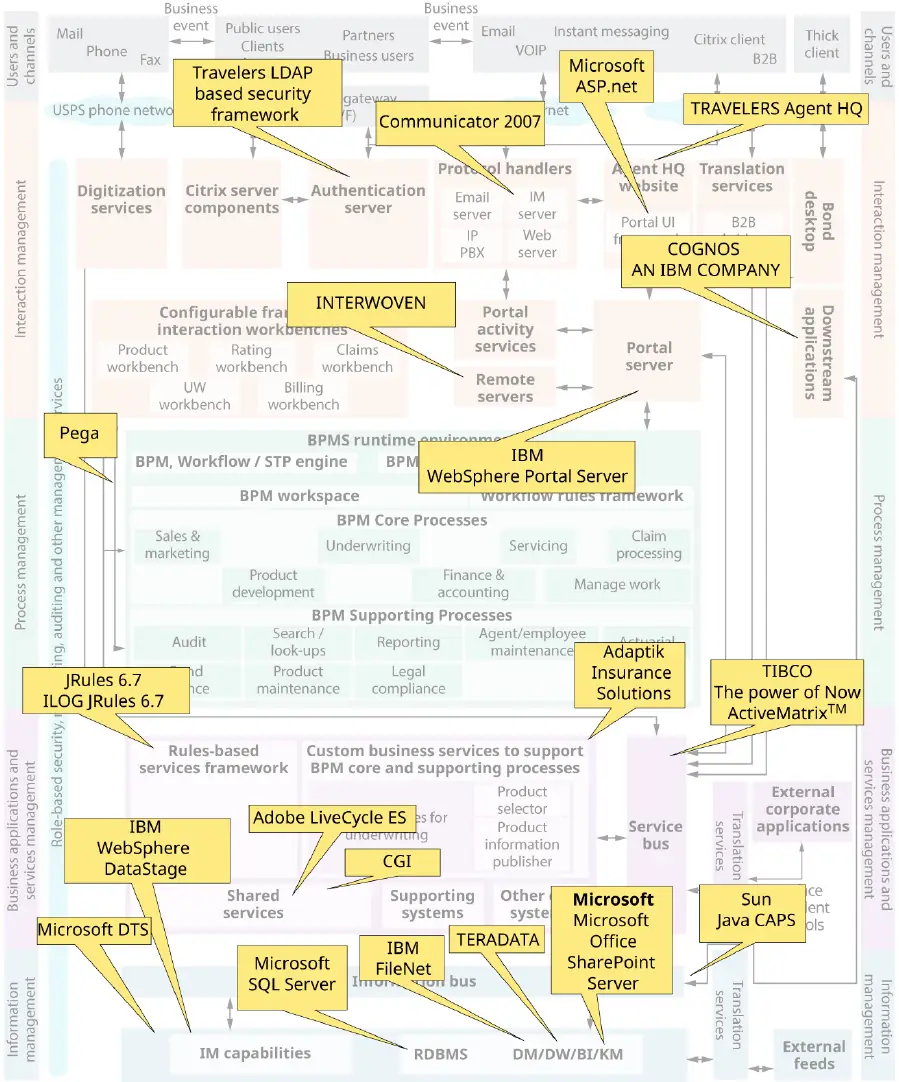 Users and
channels
Mail
Phone
Fax
Business
event
Public users
Clients
Partners
Business users
Business
event
Email
VOIP
Instant messaging
Citrix client
B2B
Thick
client
Users and
channels
USPS phone
Travelers LDAP
based security
framework
gateway
Communicator 2007
Microsoft
ASP.net
TRAVELERS Agent HQ
Interaction management
Digitization
services
Citrix server
components
Authentication
server
Protocol handlers
Email
server
IM
server
IP
PBX
Web
server
Agent HQ
website
Portal UI
Translation
services
B2B
Bond
desktop
Interaction management
COGNOS
AN IBM COMPANY
INTERWOVEN
Configurable
interaction workbenches
Product
workbench
Rating
workbench
Claims
workbench
UW
workbench
Billing
workbench
Portal
activity
services
Remote
servers
Portal
server
Downstream
applications
Pega
IBM
WebSphere Portal Server
Process management
Role-based security,
auditing and other
BPMS runtime
BPM, Workflow / STP engine
BPM
BPM workspace
Workflow rules framework
BPM Core Processes
Sales &
marketing
Underwriting
Servicing
Claim
processing
Product
development
Finance &
accounting
Manage work
BPM Supporting Processes
Audit
Search /
look-ups
Reporting
Agent/employee
maintenance
Actuarial
Product
maintenance
Legal
compliance
Process management
JRules 6.7
ILOG JRules 6.7
Adaptik
Insurance
Solutions
TIBCO
The power of Now
ActiveMatrix™
Business applications and
services management
Rules-based
services framework
Custom business services to support
BPM core and supporting processes
Product
selector
for
underwriting
Product
information
publisher
Service
bus
Translation
services
External
corporate
applications
Business applications and
services management
Adobe LiveCycle ES
CGI
IBM
WebSphere
DataStage
Shared
services
Supporting
systems
Other
Microsoft DTS
Microsoft
SQL Server
IBM
FileNet
TERADATA
Microsoft
Microsoft
Office
SharePoint
Server
Sun
Java CAPS
Information
management
Information bus
IM capabilities
RDBMS
DM/DW/BI/KM
Translation
services
External
feeds
Information
management